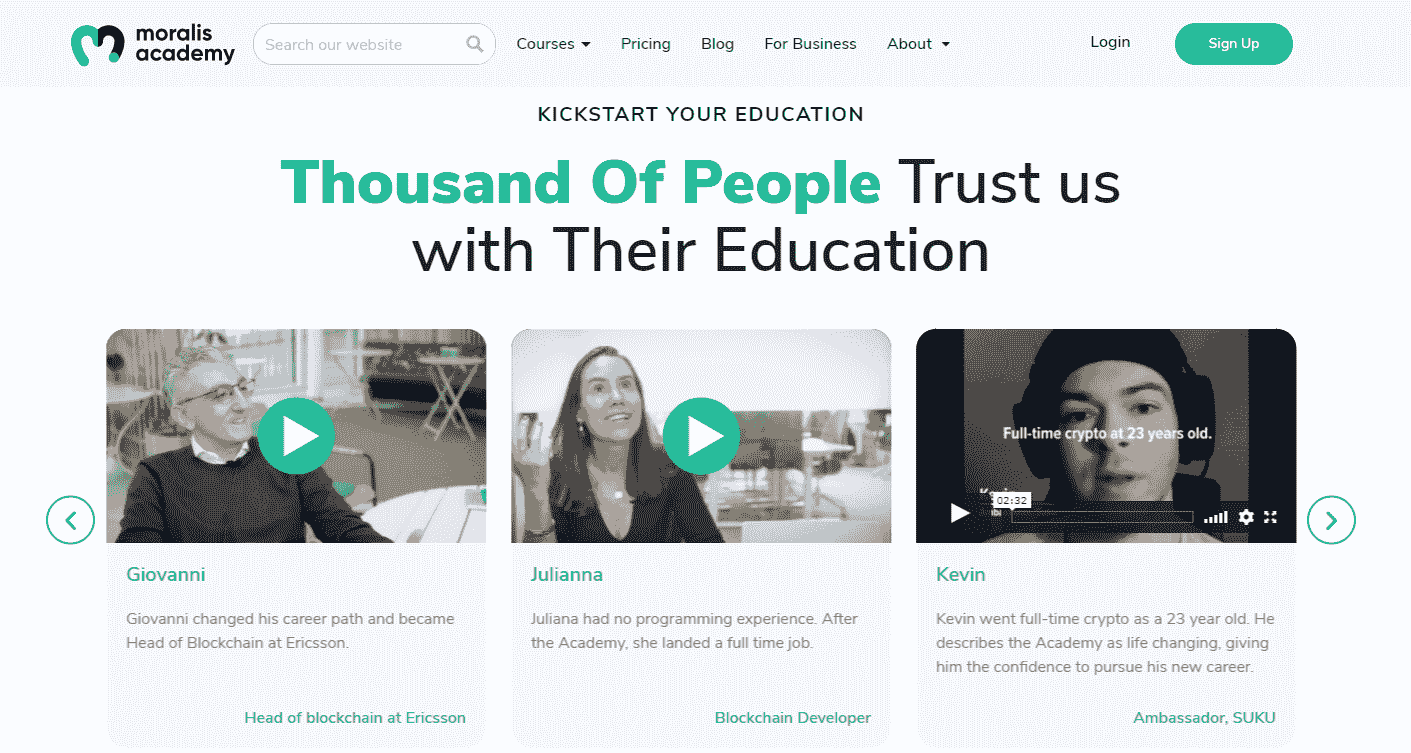 moralis
academy
Search our website
Courses
Pricing
Blog
For Business
About
Login
Sign Up
KICKSTART YOUR EDUCATION
Thousand Of People Trust us
with Their Education
Full-time crypto at 23 years old.
02:32
Giovanni
Giovanni changed his career path and became
Head of Blockchain at Ericsson.
Head of blockchain at Ericsson
Julianna
Juliana had no programming experience. After
the Academy, she landed a full time job.
Blockchain Developer
Kevin
Kevin went full-time crypto as a 23 year old. He
describes the Academy as life changing, giving
him the confidence to pursue his new career.
Ambassador, SUKU